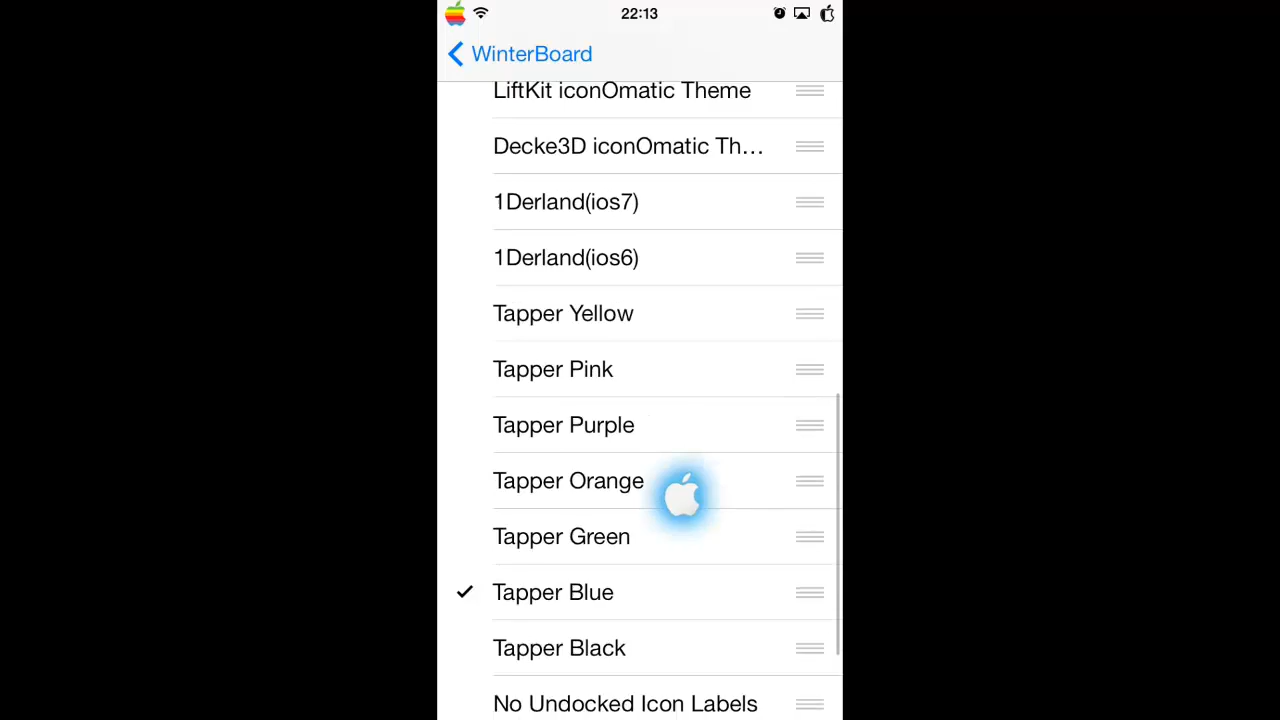 22:13
WinterBoard
LiftKit iconOmatic Theme
Decke3D iconOmatic Th…
1Derland(ios7)
1Derland(ios6)
Tapper Yellow
Tapper Pink
Tapper Purple
Tapper Orange
Tapper Green
Tapper Blue
Tapper Black
No Undocked Icon Labels